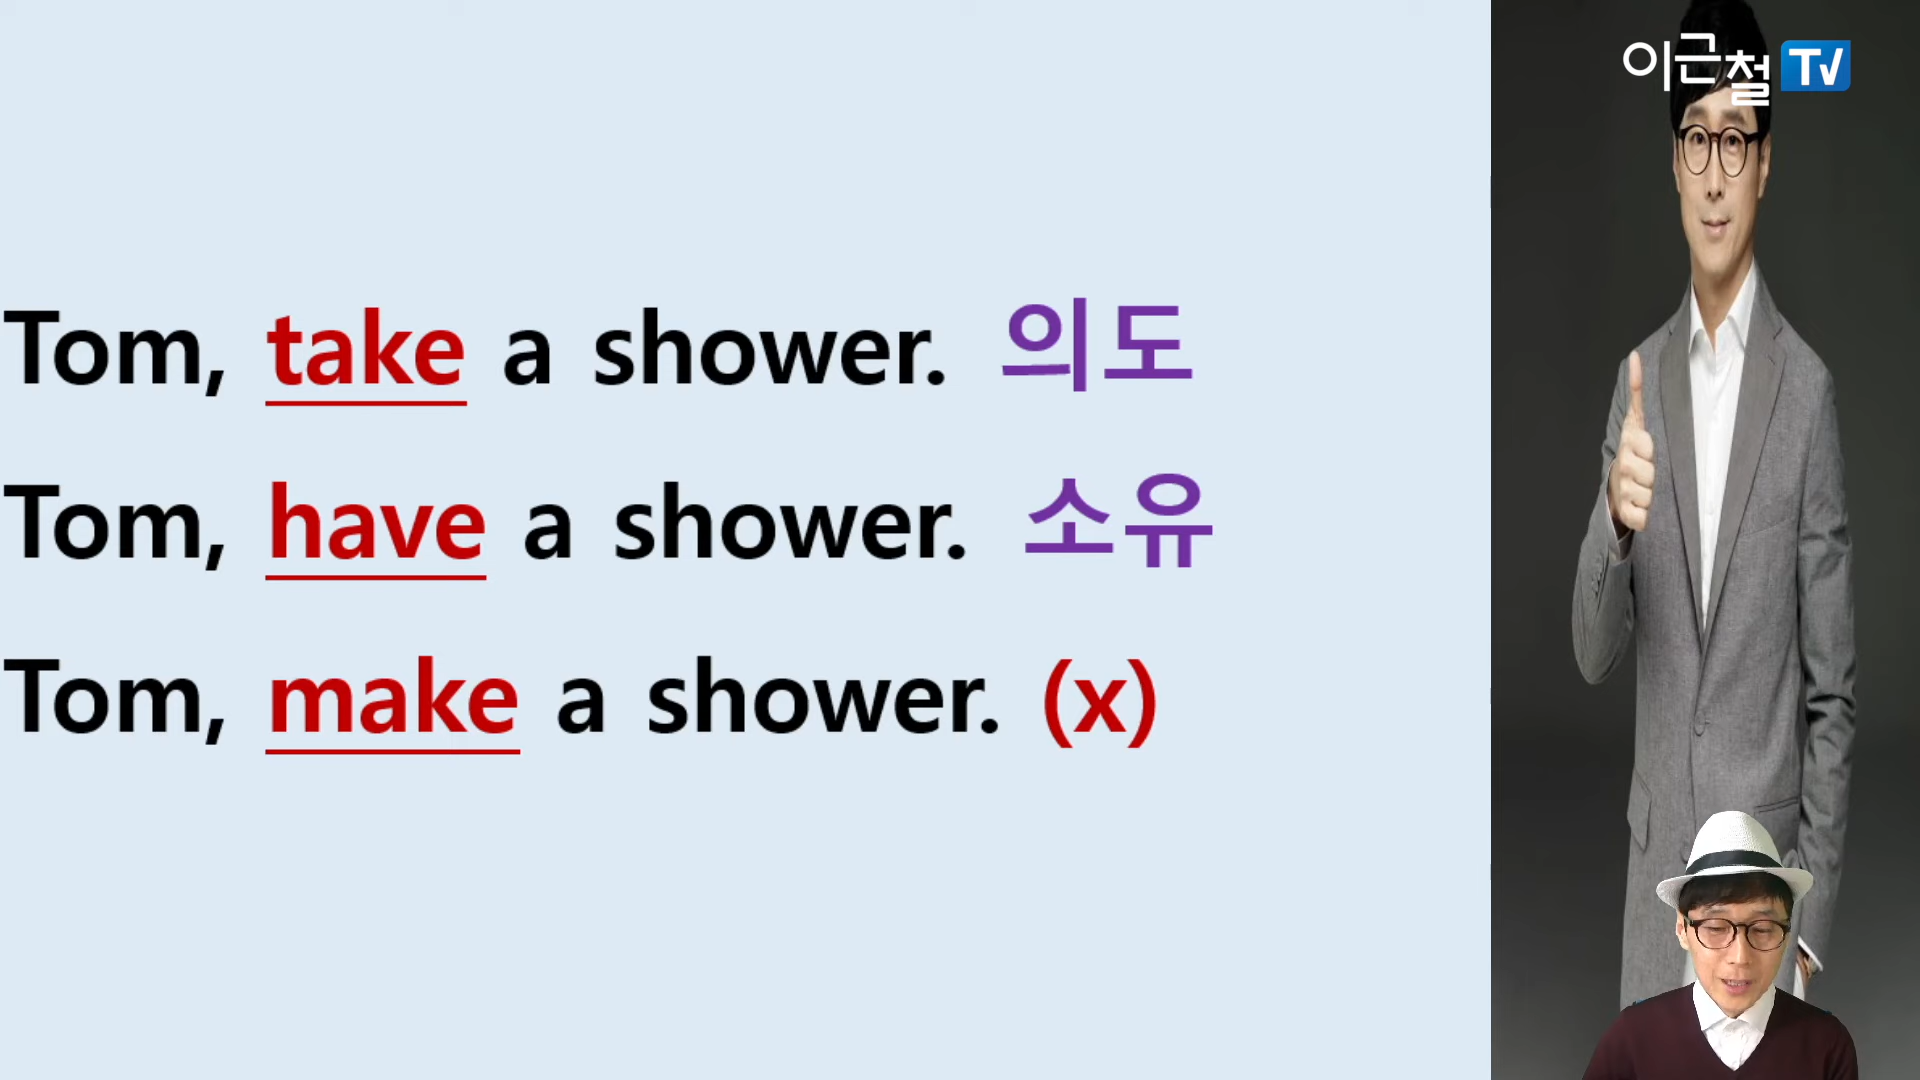 이근철 TV
Tom, take a shower. 의도
Tom, have a shower. 소유
Tom, make a shower. (x)